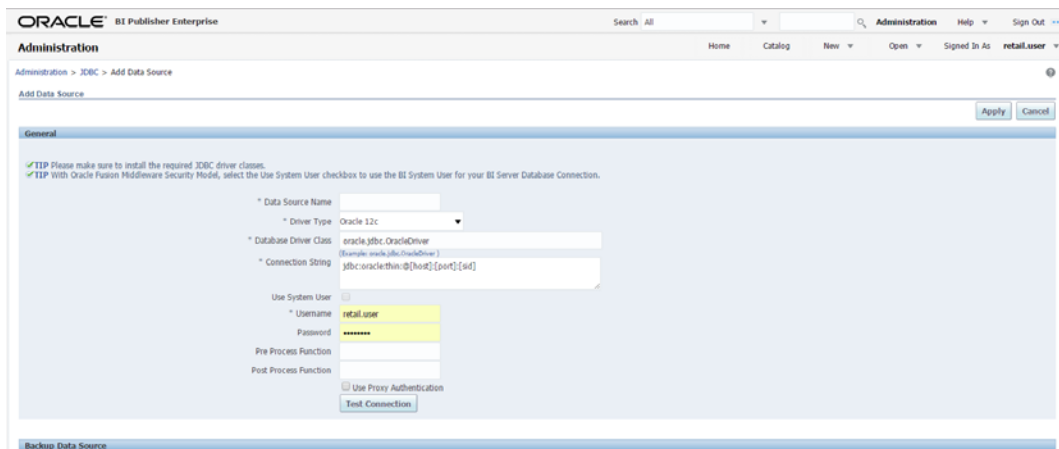 ORACLE BI Publisher Enterprise Search All Administration Help Sign Out
Administration Home Catalog New Open Signed In As retail.user
Administration > JDBC > Add Data Source
Add Data Source
Apply Cancel
General
TIP Please make sure to install the required JDBC driver classes.
TIP With Oracle Fusion Middleware Security Model, select the Use System User checkbox to use the BI System User for your BI Server Database Connection.
* Data Source Name
* Driver Type Oracle 12c
* Database Driver Class oracle.jdbc.OracleDriver
(Example: oracle.jdbc.OracleDriver )
* Connection String jdbc:oracle:thin:@[host]:[port]:[sid]
Use System User
* Username retail.user
Password ••••••••
Pre Process Function
Post Process Function
Use Proxy Authentication
Test Connection
Backup Data Source